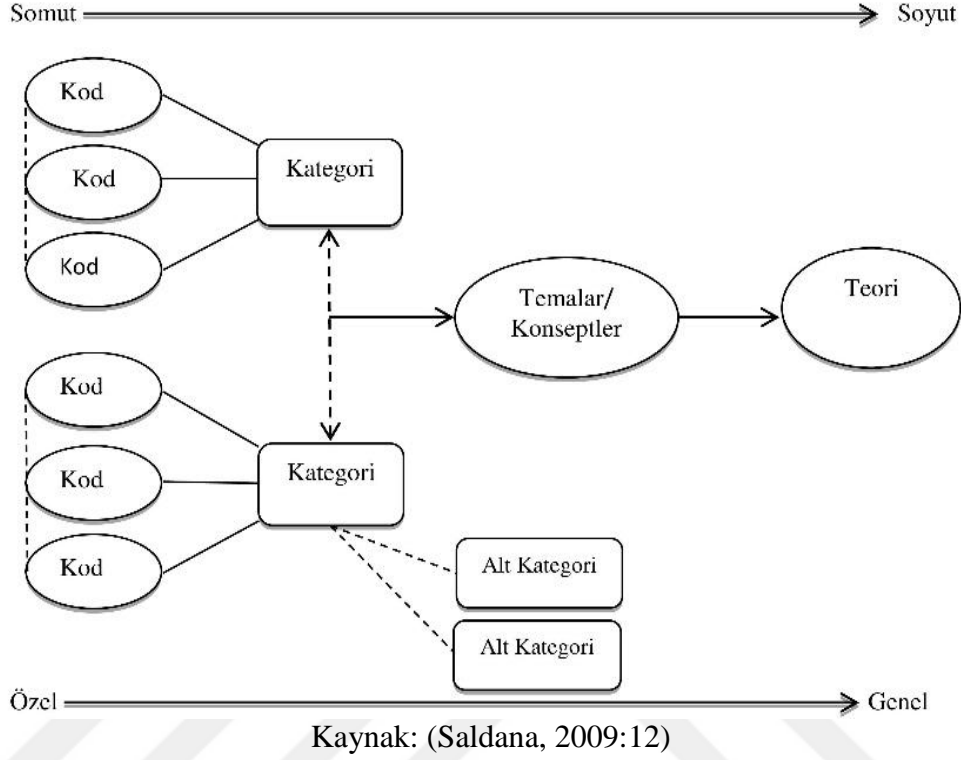 Somut
Soyut
Kod
Kod
Kod
Kategori
Temalar/
Konseptler
Teori
Kod
Kod
Kod
Kategori
Alt Kategori
Alt Kategori
Özel
Genel
Kaynak: (Saldana, 2009:12)